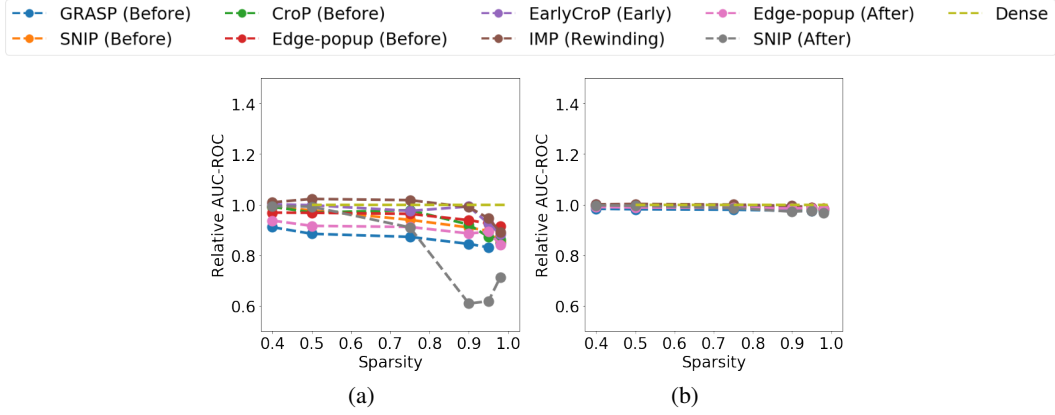 GRASP (Before) CroP (Before) EarlyCroP (Early) Edge-popup (After) Dense
SNIP (Before) Edge-popup (Before) IMP (Rewinding) SNIP (After)
1.4 1.4
1.2 1.2
1.0 1.0
0.8 0.8
0.6 0.6
Relative AUC-ROC Relative AUC-ROC
0.4 0.5 0.6 0.7 0.8 0.9 1.0 0.4 0.5 0.6 0.7 0.8 0.9 1.0
Sparsity Sparsity
(a) (b)